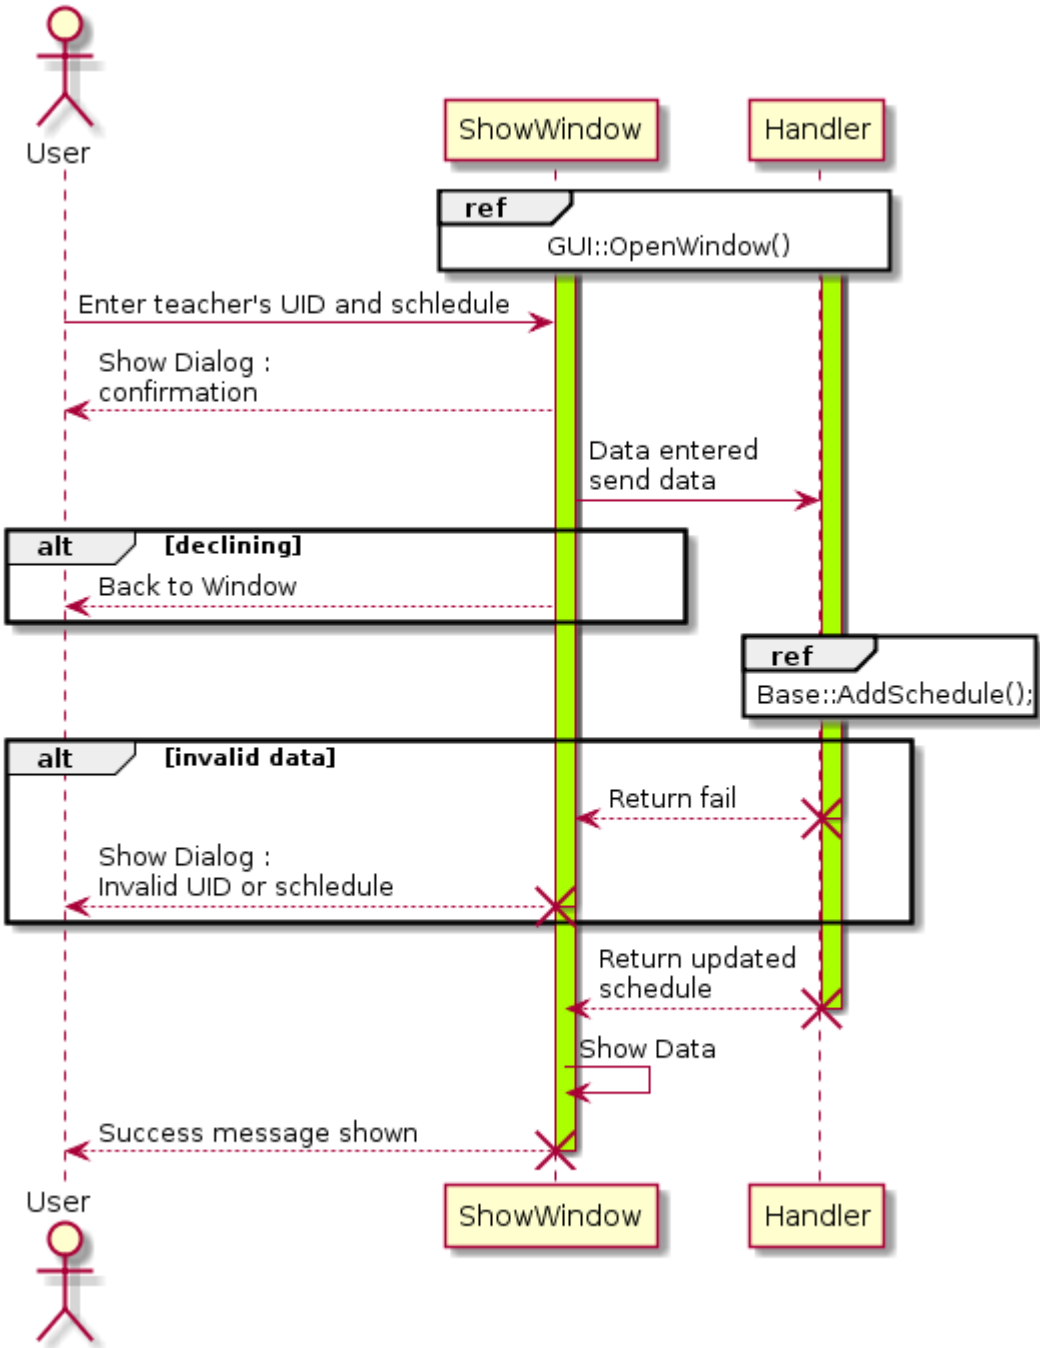 User
ShowWindow
Handler
ref
GUI::OpenWindow()
Enter teacher's UID and schledule
Show Dialog :
confirmation
Data entered
send data
alt [declining]
Back to Window
ref
Base::AddSchedule();
alt [invalid data]
Return fail
Show Dialog :
Invalid UID or schledule
Return updated
schedule
Show Data
Success message shown
User
ShowWindow
Handler